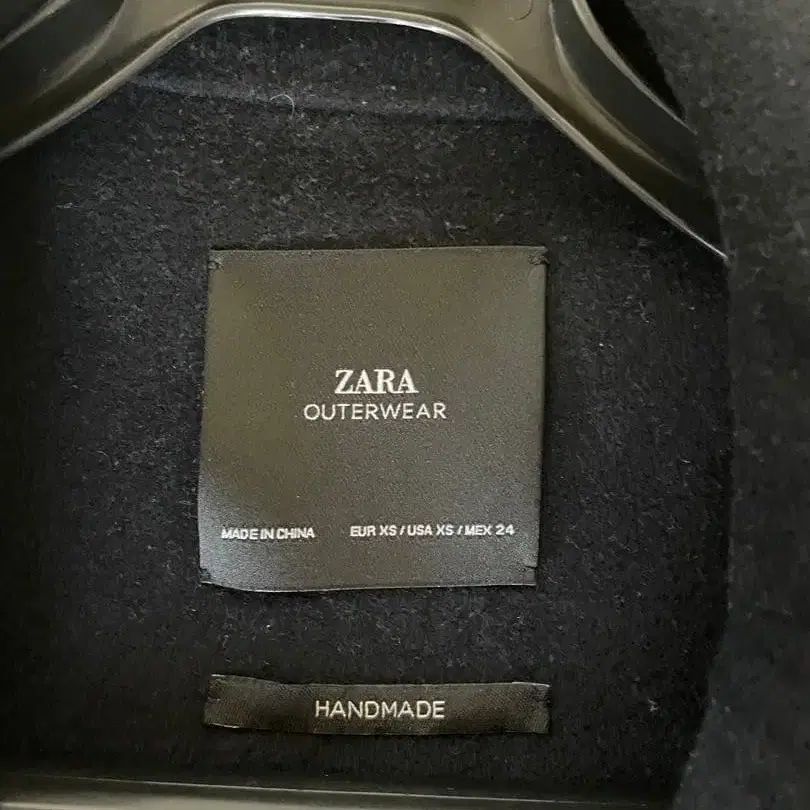 ZARA
OUTERWEAR
MADE IN CHINA EUR XS / USA XS / MEX 24
HANDMADE